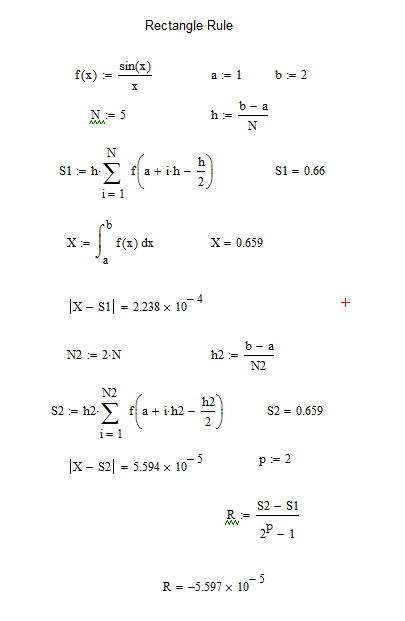 Rectangle Rule
f(x) := sin(x)/x a := 1 b := 2
N := 5 h := (b − a)/N
S1 := h·∑_{i = 1}^{N} f(a + i·h − h/2) S1 = 0.66
X := ∫_{a}^{b} f(x) dx X = 0.659
|X − S1| = 2.238 × 10^−4
N2 := 2·N h2 := (b − a)/N2
S2 := h2·∑_{i = 1}^{N2} f(a + i·h2 − h2/2) S2 = 0.659
|X − S2| = 5.594 × 10^−5 p := 2
R := (S2 − S1)/(2^p − 1)
R = −5.597 × 10^−5